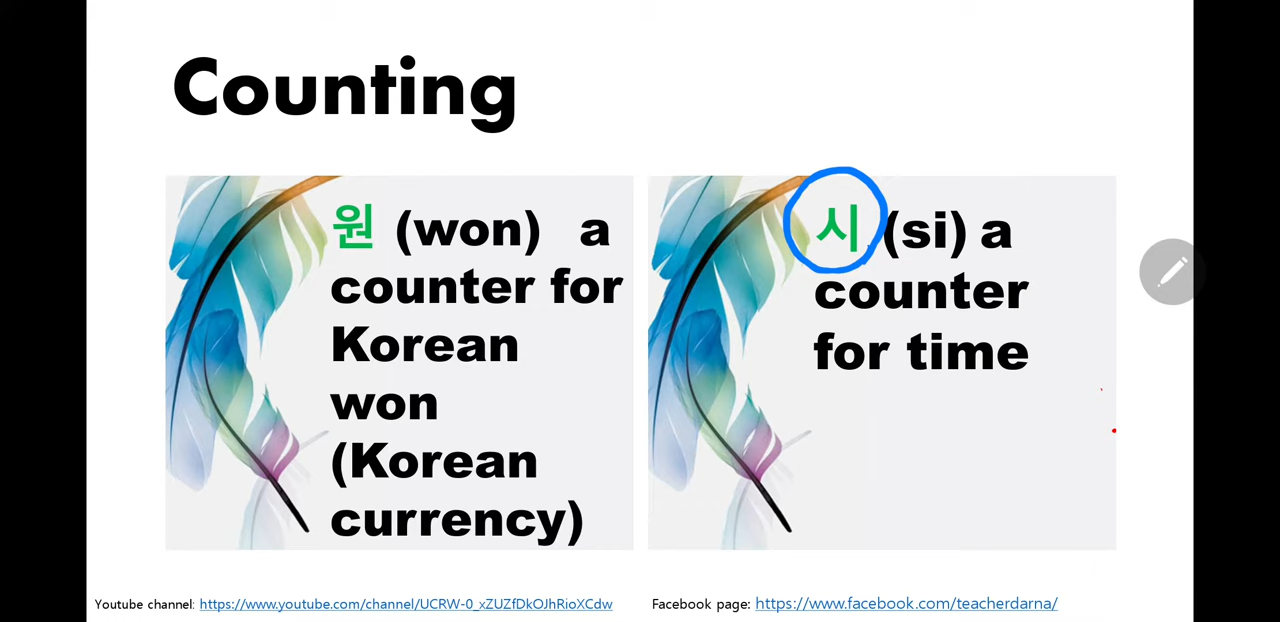 Counting
원 (won) a
counter for
Korean
won
(Korean
currency)
시 (si) a
counter
for time
Youtube channel: https://www.youtube.com/channel/UCRW-0_xZUZfDkOJhRioXCdw
Facebook page: https://www.facebook.com/teacherdarna/